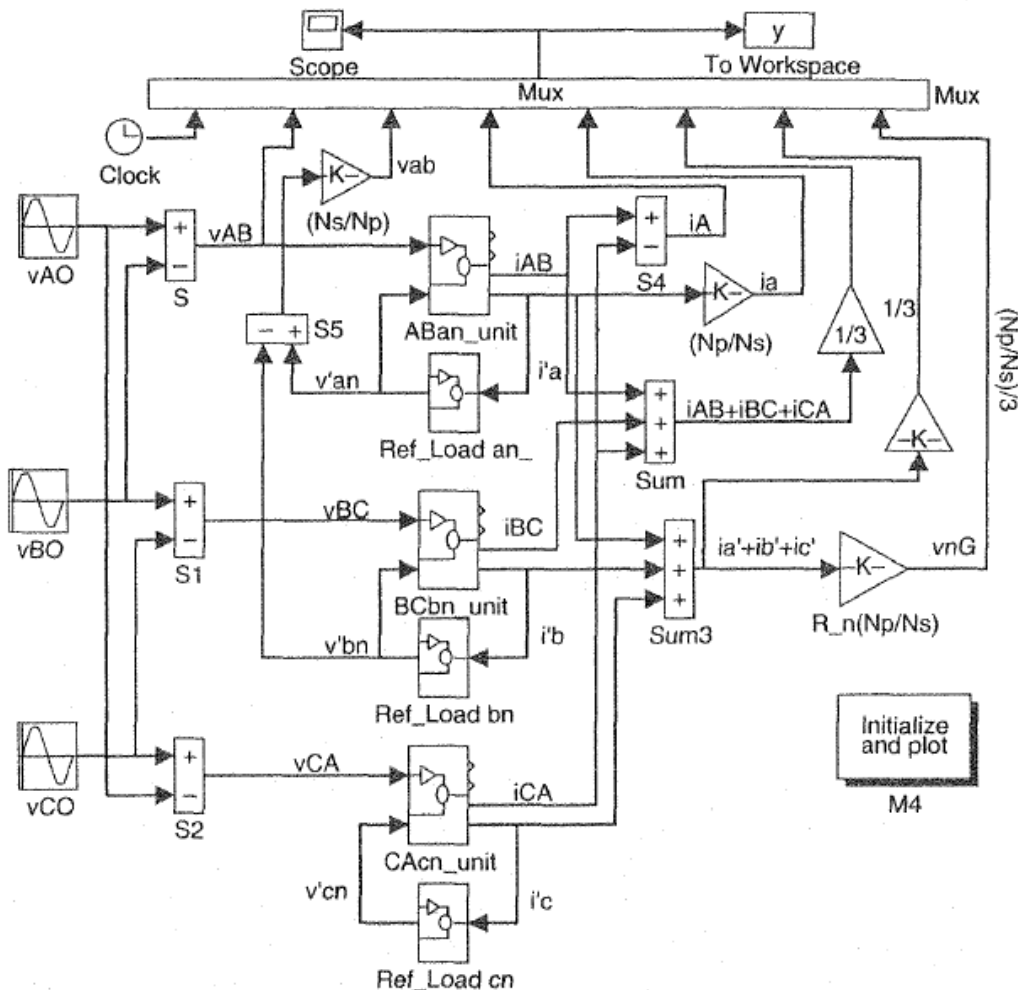 y
Scope
To Workspace
Mux
Mux
Clock
-K-
vab
(Ns/Np)
vAO
+
−
S
vAB
iAB
+
−
iA
S4
-K-
ia
(Np/Ns)
1/3
1/3
(Np/Ns)/3
− +
S5
ABan_unit
v'an
i'a
Ref_Load an_
+
+
+
iAB+iBC+iCA
Sum
-K-
vBO
+
−
S1
vBC
iBC
BCbn_unit
v'bn
i'b
Ref_Load bn
+
+
+
ia'+ib'+ic'
Sum3
-K-
vnG
R_n(Np/Ns)
vCO
+
−
S2
vCA
iCA
CAcn_unit
v'cn
i'c
Ref_Load cn
Initialize
and plot
M4